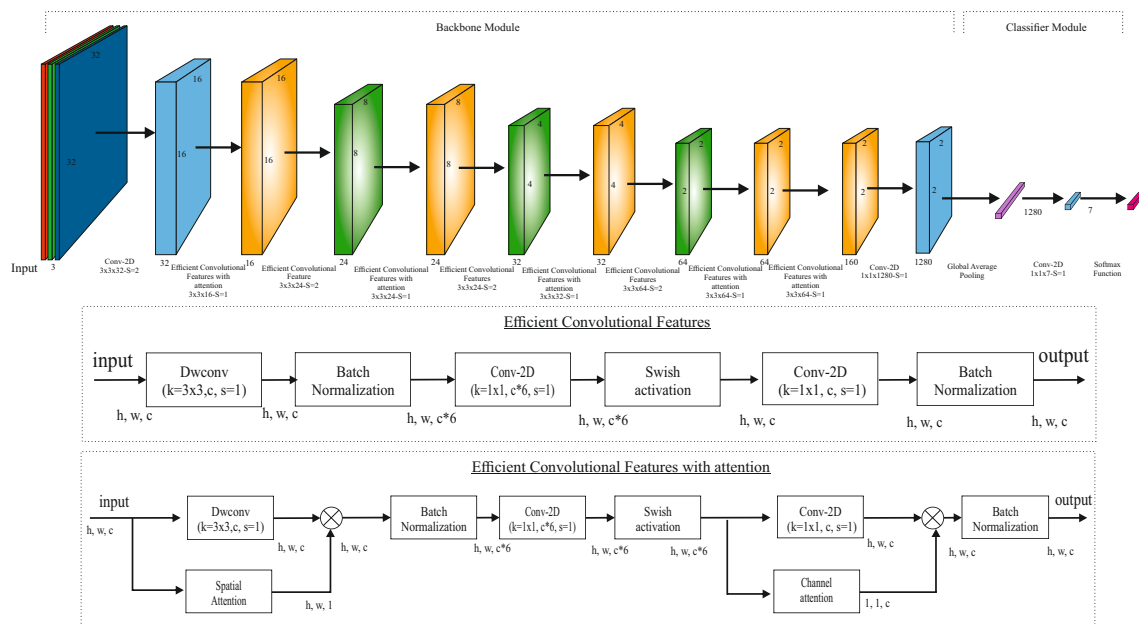 Backbone Module
Classifier Module
32
16
16
8
8
4
4
2
2
2
2
32
16
16
8
8
4
4
2
2
2
2
Input
3
Conv-2D
3x3x32-S=2
32
Efficient Convolutional
Features with
attention
3x3x16-S=1
16
Efficient Convolutional
Feature
3x3x24-S=2
24
Efficient Convolutional
Features with
attention
3x3x24-S=1
24
Efficient Convolutional
Features
3x3x24-S=2
32
Efficient Convolutional
Features with
attention
3x3x32-S=1
32
Efficient Convolutional
Features
3x3x64-S=2
64
Efficient Convolutional
Features with
attention
3x3x64-S=1
64
Efficient Convolutional
Features with
attention
3x3x64-S=1
160
Conv-2D
1x1x1280-S=1
1280
Global Average
Pooling
1280
Conv-2D
1x1x7-S=1
7
Softmax
Function
Efficient Convolutional Features
input
Dwconv
(k=3x3,c, s=1)
Batch
Normalization
Conv-2D
(k=1x1, c*6, s=1)
Swish
activation
Conv-2D
(k=1x1, c, s=1)
Batch
Normalization
output
h, w, c
h, w, c
h, w, c*6
h, w, c*6
h, w, c
h, w, c
h, w, c
Efficient Convolutional Features with attention
input
h, w, c
Dwconv
(k=3x3,c, s=1)
h, w, c
h, w, c
Batch
Normalization
h, w, c*6
Conv-2D
(k=1x1, c*6, s=1)
h, w, c*6
Swish
activation
h, w, c*6
Conv-2D
(k=1x1, c, s=1)
h, w, c
h, w, c
Batch
Normalization
output
h, w, c
Spatial
Attention
h, w, 1
Channel
attention
1, 1, c